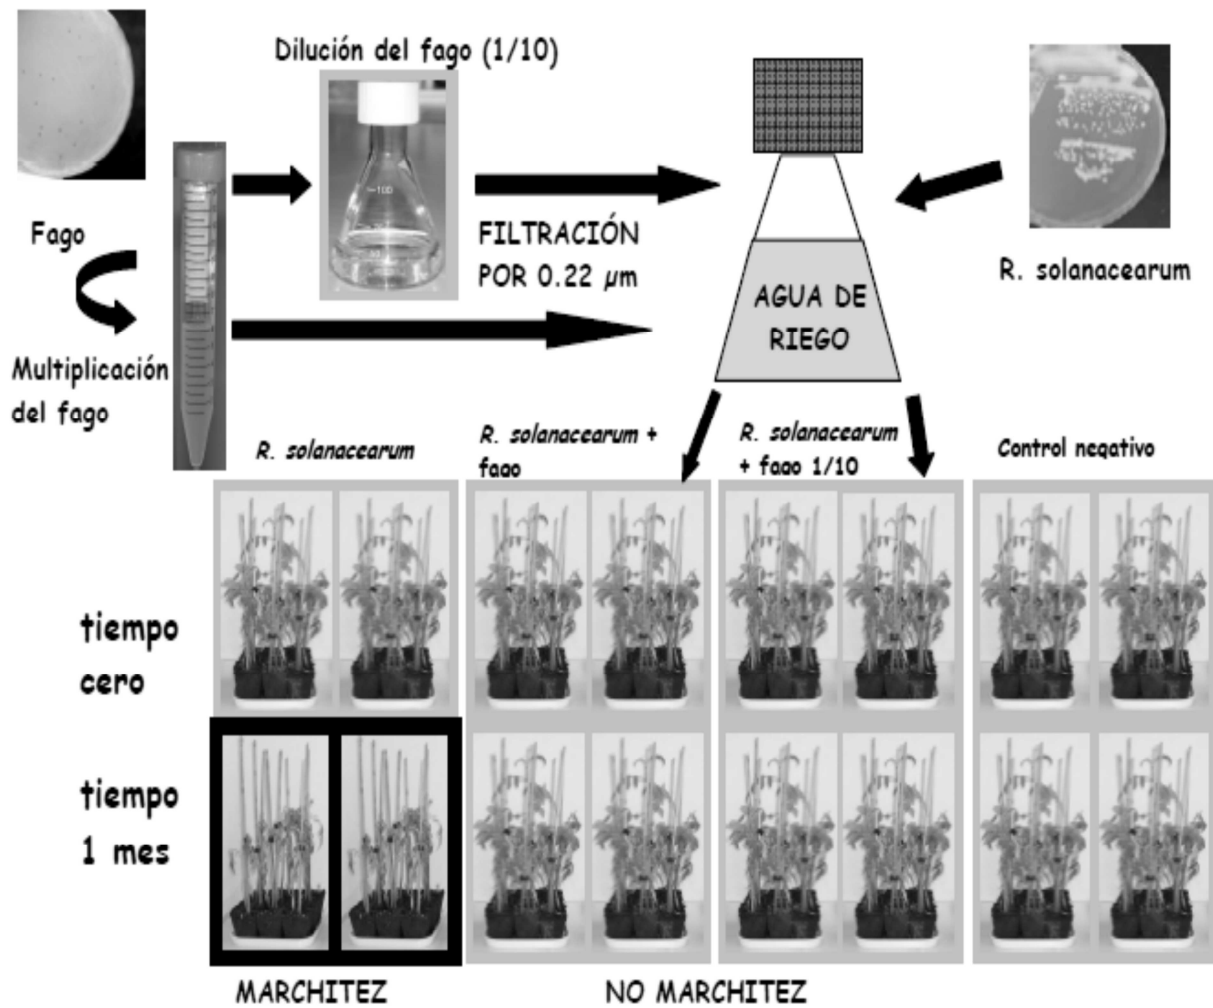 Dilución del fago (1/10)
Fago
Multiplicación
del fago
FILTRACIÓN
POR 0.22 µm
AGUA DE
RIEGO
R. solanacearum
R. solanacearum
R. solanacearum +
fago
R. solanacearum
+ fago 1/10
Control negativo
tiempo
cero
tiempo
1 mes
MARCHITEZ
NO MARCHITEZ